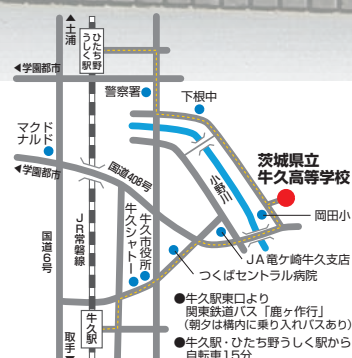 ▲土浦
ひたち野
うしく駅
◀学園都市
警察署
下根中
マクド
ナルド
◀学園都市
国道408号
小野川
茨城県立
牛久高等学校
岡田小
国道6号
JR常磐線
牛久シャトー
牛久市役所
JA竜ケ崎牛久支店
つくばセントラル病院
牛久駅
取手
●牛久駅東口より
関東鉄道バス「鹿ヶ作行」
(朝夕は構内に乗り入れバスあり)
●牛久駅・ひたち野うしく駅から
自転車15分